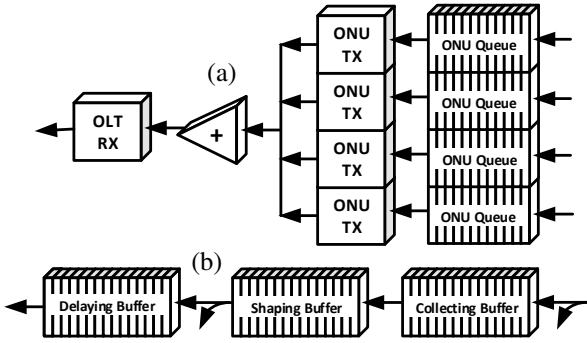 (a)
ONU
TX
ONU Queue
ONU
TX
ONU Queue
OLT
RX
+
ONU
TX
ONU Queue
ONU
TX
ONU Queue
(b)
Delaying Buffer
Shaping Buffer
Collecting Buffer